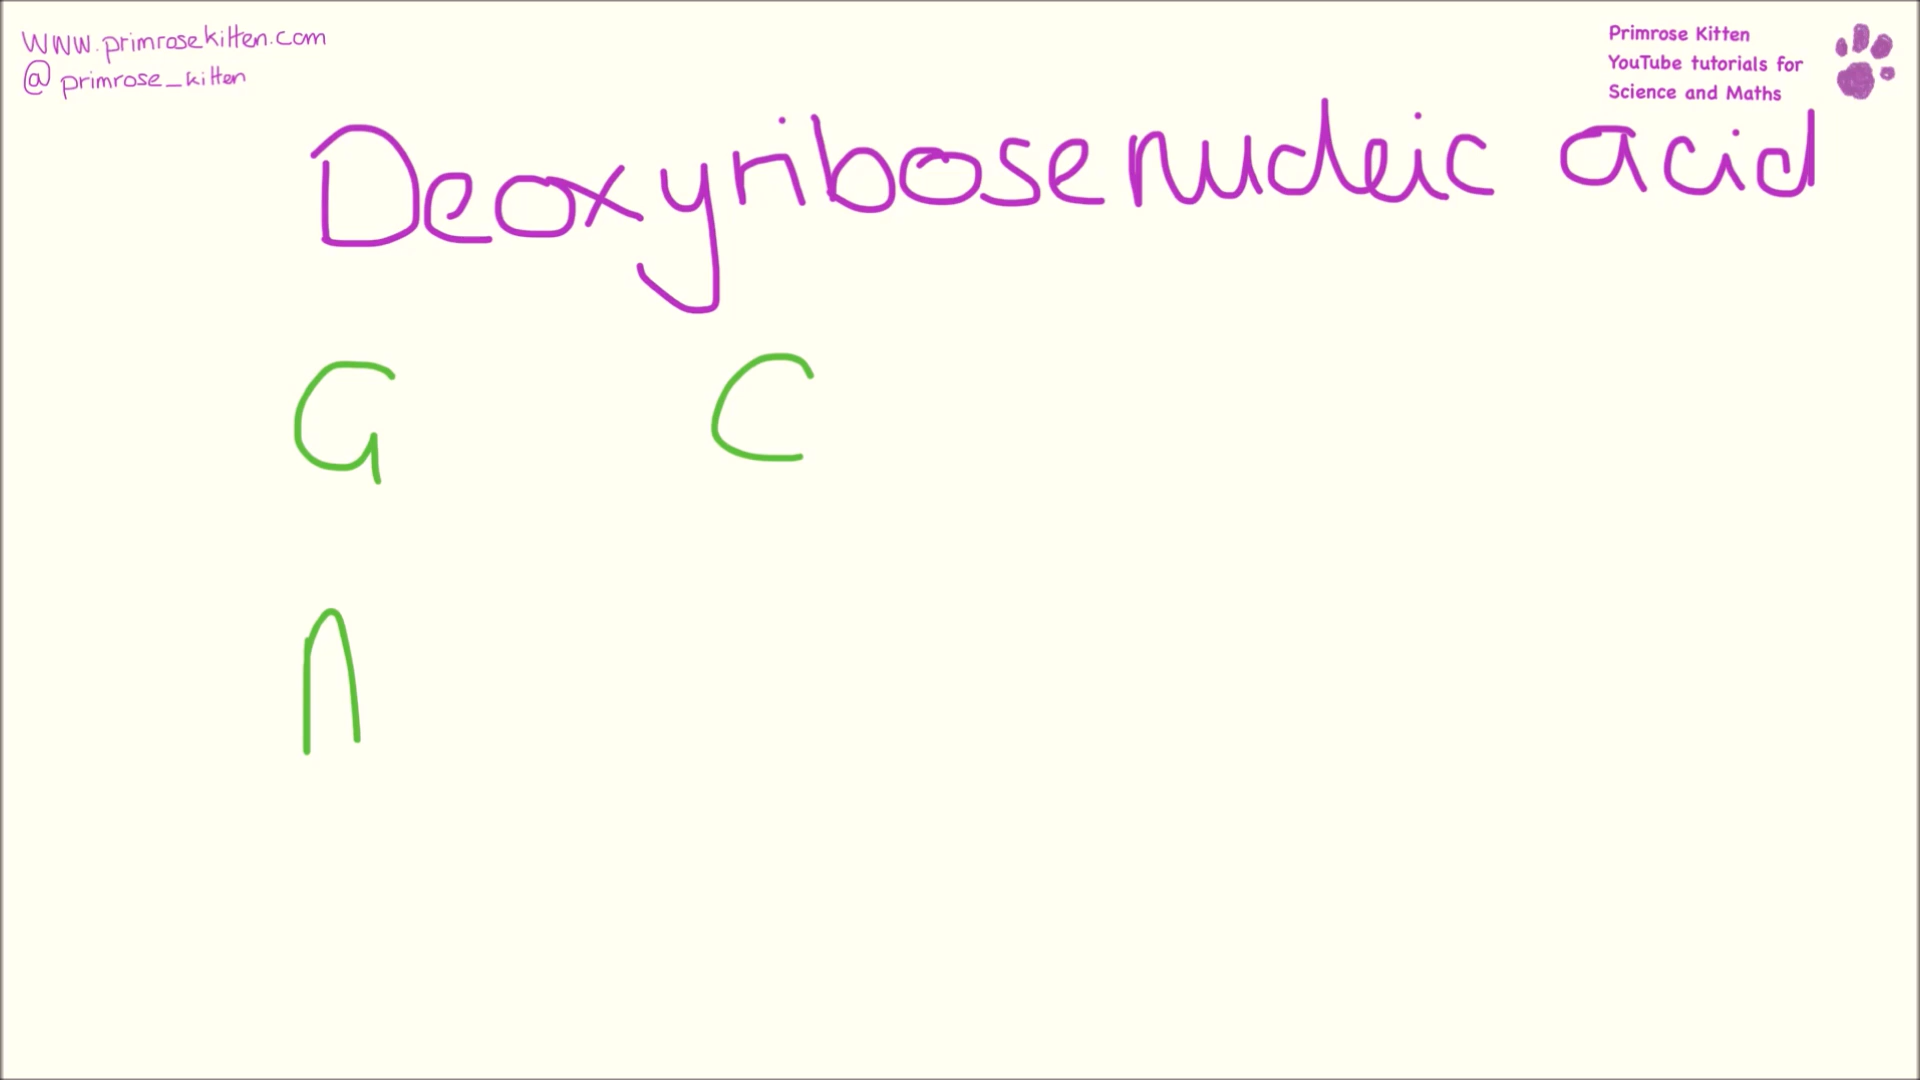 www.primrosekitten.com
@primrose_kitten
Primrose Kitten
YouTube tutorials for
Science and Maths
Deoxyribosenucleic acid
G C